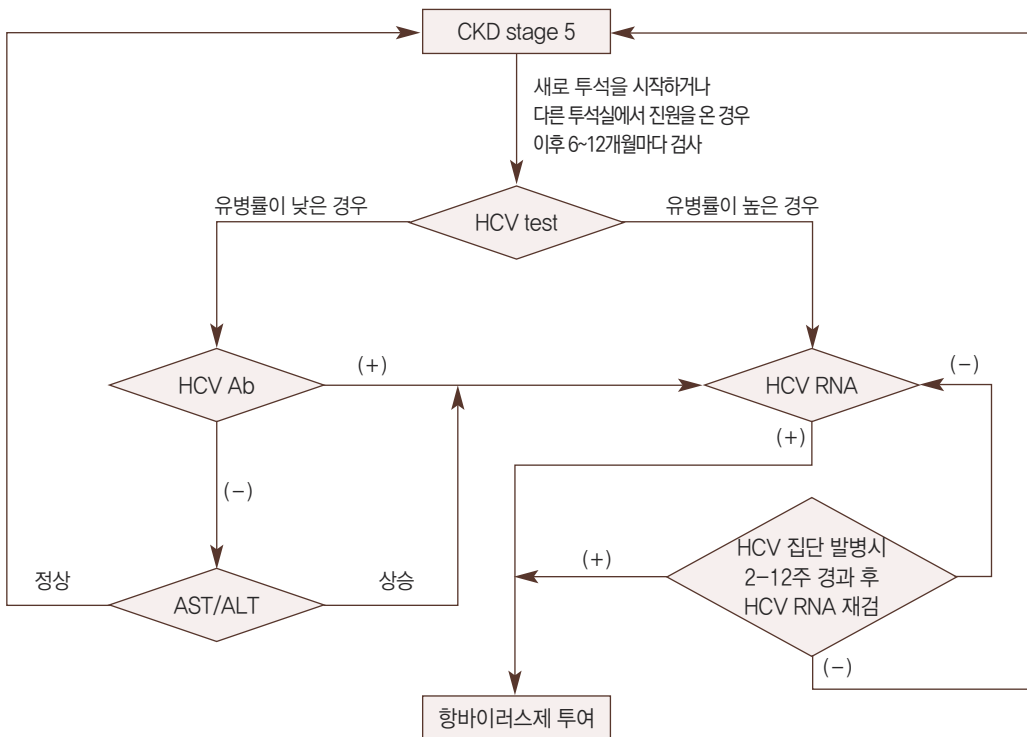 CKD stage 5
새로 투석을 시작하거나
다른 투석실에서 진원을 온 경우
이후 6~12개월마다 검사
유병률이 낮은 경우
HCV test
유병률이 높은 경우
HCV Ab
(+)
HCV RNA
(-)
(+)
(-)
정상
AST/ALT
상승
(+)
HCV 집단 발병시
2-12주 경과 후
HCV RNA 재검
(-)
항바이러스제 투여